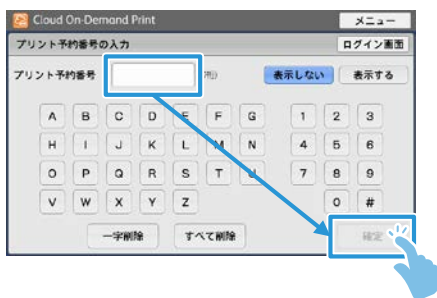 Cloud On-Demand Print メニュー
プリント予約番号の入力 ログイン画面
プリント予約番号 表示しない 表示する
A B C D E F G 1 2 3
H I J K L M N 4 5 6
O P Q R S T U 7 8 9
V W X Y Z 0 #
一字削除 すべて削除 確定